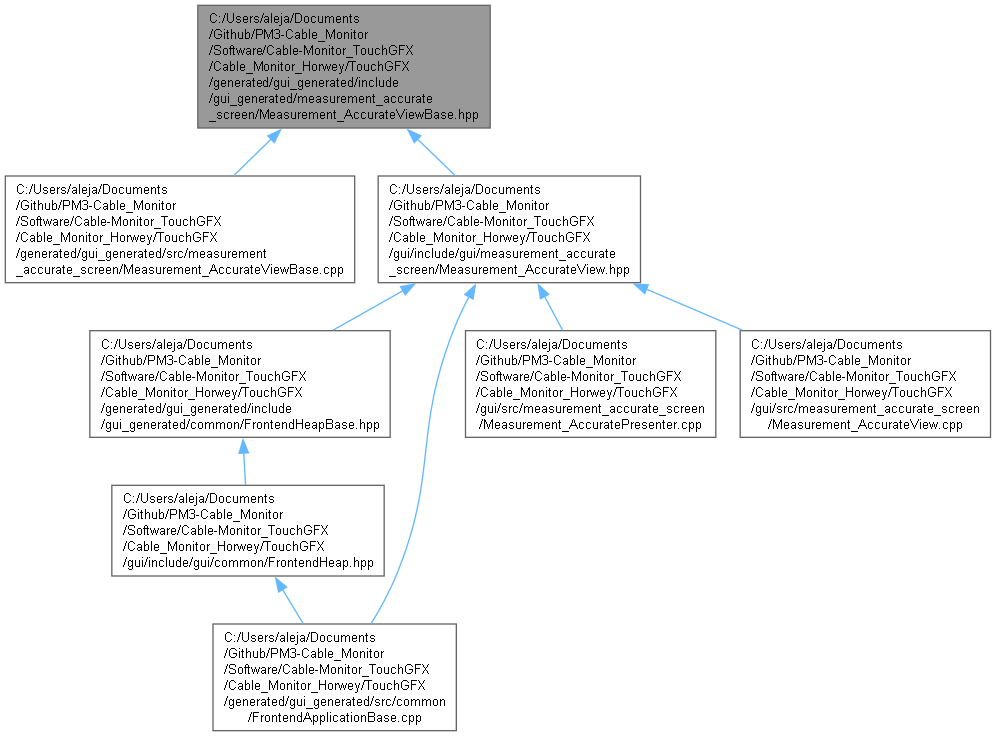 C:/Users/aleja/Documents
/Github/PM3-Cable_Monitor
/Software/Cable-Monitor_TouchGFX
/Cable_Monitor_Horwey/TouchGFX
/generated/gui_generated/include
/gui_generated/measurement_accurate
_screen/Measurement_AccurateViewBase.hpp
C:/Users/aleja/Documents
/Github/PM3-Cable_Monitor
/Software/Cable-Monitor_TouchGFX
/Cable_Monitor_Horwey/TouchGFX
/generated/gui_generated/src/measurement
_accurate_screen/Measurement_AccurateViewBase.cpp
C:/Users/aleja/Documents
/Github/PM3-Cable_Monitor
/Software/Cable-Monitor_TouchGFX
/Cable_Monitor_Horwey/TouchGFX
/gui/include/gui/measurement_accurate
_screen/Measurement_AccurateView.hpp
C:/Users/aleja/Documents
/Github/PM3-Cable_Monitor
/Software/Cable-Monitor_TouchGFX
/Cable_Monitor_Horwey/TouchGFX
/generated/gui_generated/include
/gui_generated/common/FrontendHeapBase.hpp
C:/Users/aleja/Documents
/Github/PM3-Cable_Monitor
/Software/Cable-Monitor_TouchGFX
/Cable_Monitor_Horwey/TouchGFX
/gui/src/measurement_accurate_screen
/Measurement_AccuratePresenter.cpp
C:/Users/aleja/Documents
/Github/PM3-Cable_Monitor
/Software/Cable-Monitor_TouchGFX
/Cable_Monitor_Horwey/TouchGFX
/gui/src/measurement_accurate_screen
/Measurement_AccurateView.cpp
C:/Users/aleja/Documents
/Github/PM3-Cable_Monitor
/Software/Cable-Monitor_TouchGFX
/Cable_Monitor_Horwey/TouchGFX
/gui/include/gui/common/FrontendHeap.hpp
C:/Users/aleja/Documents
/Github/PM3-Cable_Monitor
/Software/Cable-Monitor_TouchGFX
/Cable_Monitor_Horwey/TouchGFX
/generated/gui_generated/src/common
/FrontendApplicationBase.cpp